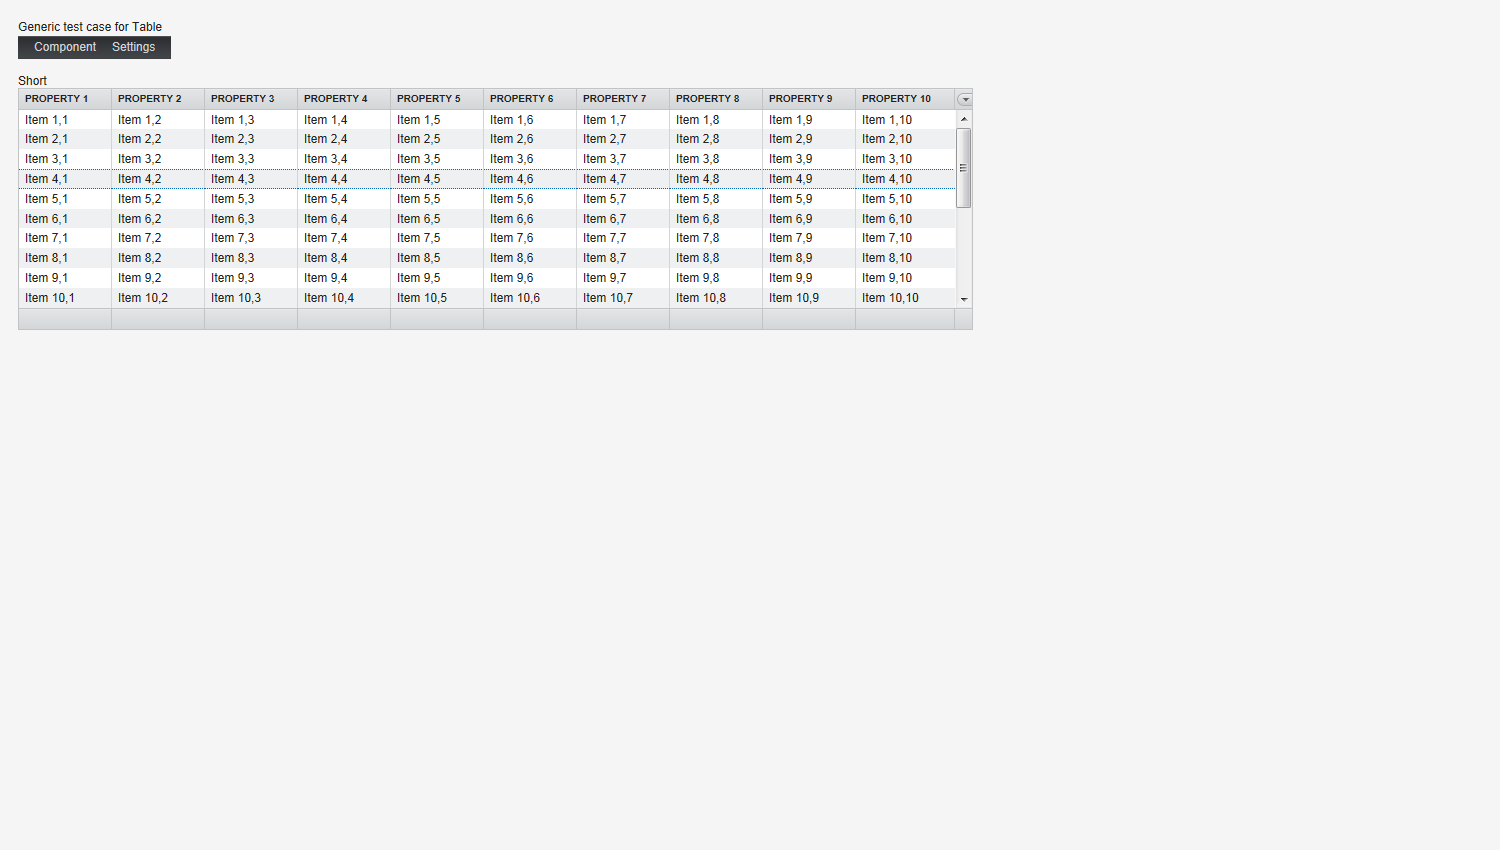 Generic test case for Table
Component Settings
Short
PROPERTY 1 PROPERTY 2 PROPERTY 3 PROPERTY 4 PROPERTY 5 PROPERTY 6 PROPERTY 7 PROPERTY 8 PROPERTY 9 PROPERTY 10
Item 1,1 Item 1,2 Item 1,3 Item 1,4 Item 1,5 Item 1,6 Item 1,7 Item 1,8 Item 1,9 Item 1,10
Item 2,1 Item 2,2 Item 2,3 Item 2,4 Item 2,5 Item 2,6 Item 2,7 Item 2,8 Item 2,9 Item 2,10
Item 3,1 Item 3,2 Item 3,3 Item 3,4 Item 3,5 Item 3,6 Item 3,7 Item 3,8 Item 3,9 Item 3,10
Item 4,1 Item 4,2 Item 4,3 Item 4,4 Item 4,5 Item 4,6 Item 4,7 Item 4,8 Item 4,9 Item 4,10
Item 5,1 Item 5,2 Item 5,3 Item 5,4 Item 5,5 Item 5,6 Item 5,7 Item 5,8 Item 5,9 Item 5,10
Item 6,1 Item 6,2 Item 6,3 Item 6,4 Item 6,5 Item 6,6 Item 6,7 Item 6,8 Item 6,9 Item 6,10
Item 7,1 Item 7,2 Item 7,3 Item 7,4 Item 7,5 Item 7,6 Item 7,7 Item 7,8 Item 7,9 Item 7,10
Item 8,1 Item 8,2 Item 8,3 Item 8,4 Item 8,5 Item 8,6 Item 8,7 Item 8,8 Item 8,9 Item 8,10
Item 9,1 Item 9,2 Item 9,3 Item 9,4 Item 9,5 Item 9,6 Item 9,7 Item 9,8 Item 9,9 Item 9,10
Item 10,1 Item 10,2 Item 10,3 Item 10,4 Item 10,5 Item 10,6 Item 10,7 Item 10,8 Item 10,9 Item 10,10